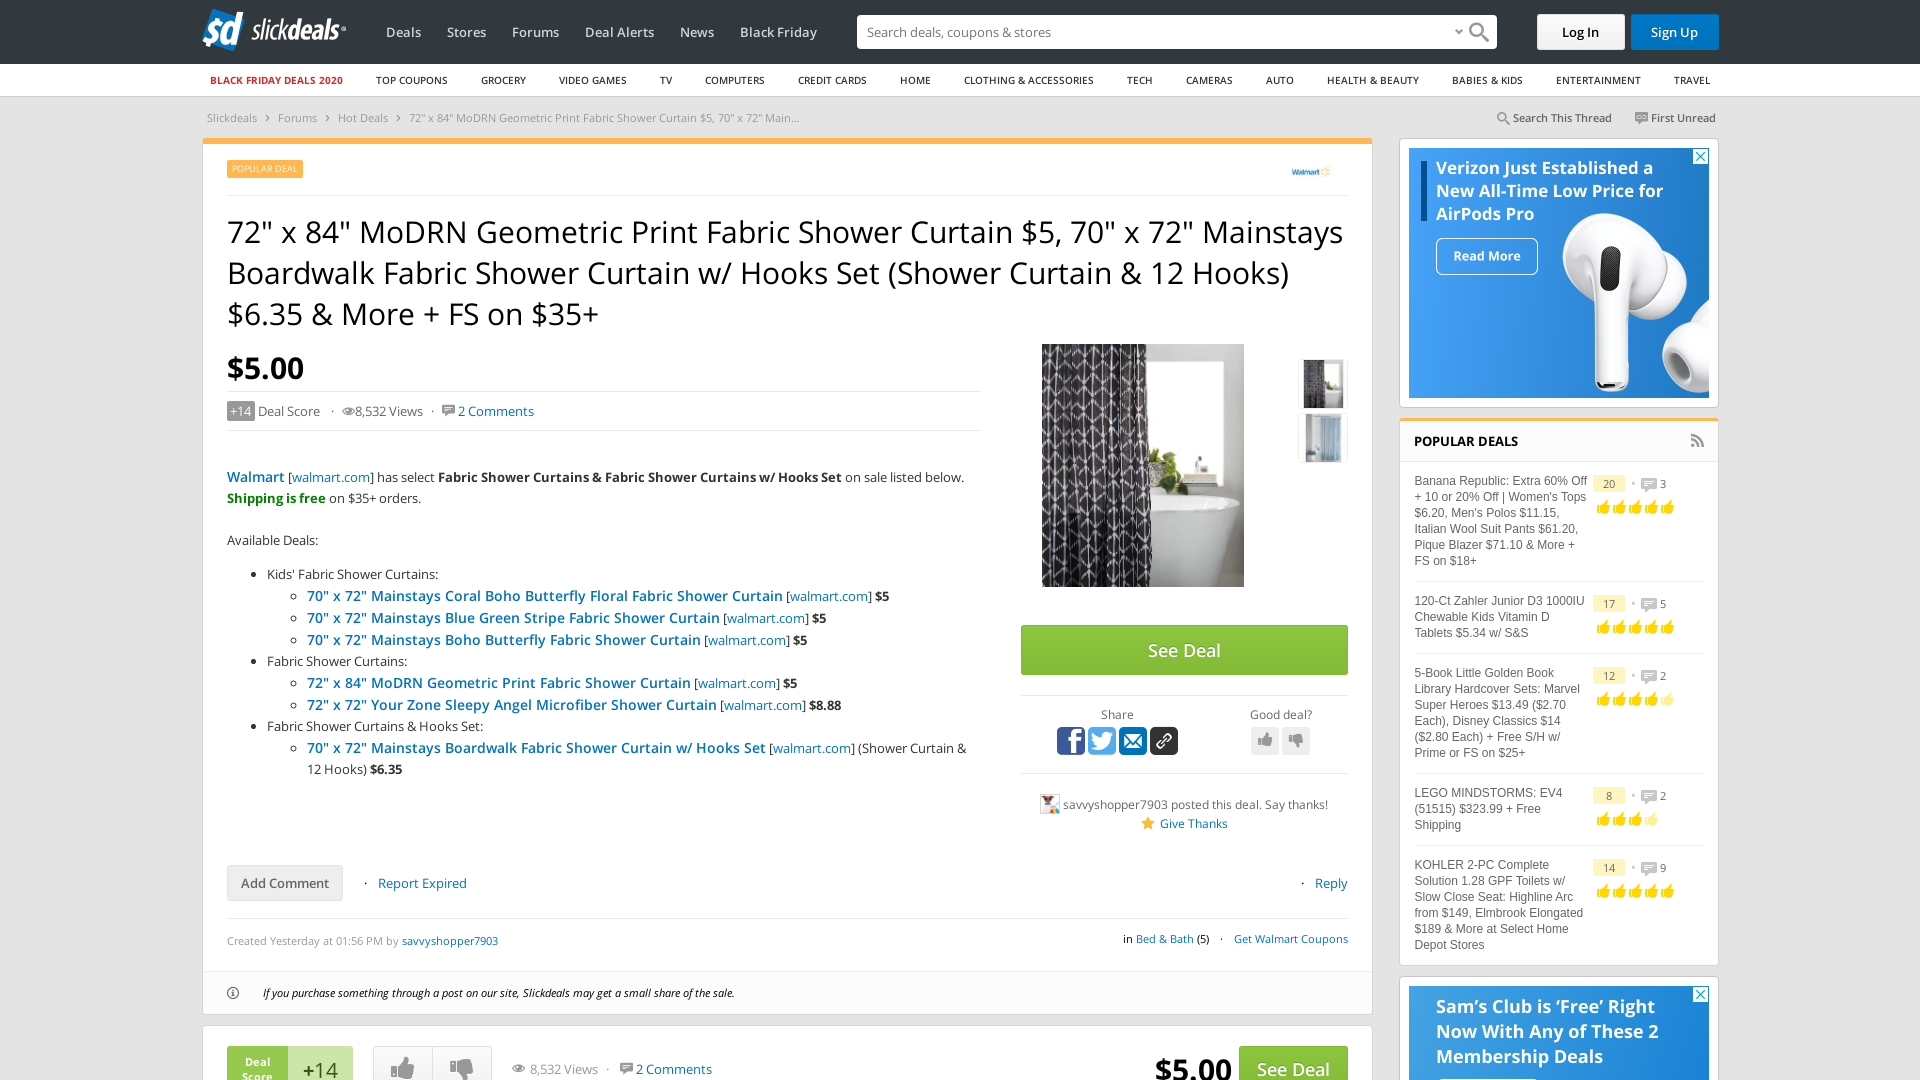 sd slickdeals
Deals Stores Forums Deal Alerts News Black Friday
Search deals, coupons & stores
Log In Sign Up
BLACK FRIDAY DEALS 2020 TOP COUPONS GROCERY VIDEO GAMES TV COMPUTERS CREDIT CARDS HOME CLOTHING & ACCESSORIES TECH CAMERAS AUTO HEALTH & BEAUTY BABIES & KIDS ENTERTAINMENT TRAVEL
Slickdeals › Forums › Hot Deals › 72" x 84" MoDRN Geometric Print Fabric Shower Curtain $5, 70" x 72" Main...
Search This Thread First Unread
POPULAR DEAL
Walmart
72" x 84" MoDRN Geometric Print Fabric Shower Curtain $5, 70" x 72" Mainstays
Boardwalk Fabric Shower Curtain w/ Hooks Set (Shower Curtain & 12 Hooks)
$6.35 & More + FS on $35+
$5.00
+14 Deal Score · 8,532 Views · 2 Comments
Walmart [walmart.com] has select Fabric Shower Curtains & Fabric Shower Curtains w/ Hooks Set on sale listed below.
Shipping is free on $35+ orders.
Available Deals:
Kids' Fabric Shower Curtains:
70" x 72" Mainstays Coral Boho Butterfly Floral Fabric Shower Curtain [walmart.com] $5
70" x 72" Mainstays Blue Green Stripe Fabric Shower Curtain [walmart.com] $5
70" x 72" Mainstays Boho Butterfly Fabric Shower Curtain [walmart.com] $5
Fabric Shower Curtains:
72" x 84" MoDRN Geometric Print Fabric Shower Curtain [walmart.com] $5
72" x 72" Your Zone Sleepy Angel Microfiber Shower Curtain [walmart.com] $8.88
Fabric Shower Curtains & Hooks Set:
70" x 72" Mainstays Boardwalk Fabric Shower Curtain w/ Hooks Set [walmart.com] (Shower Curtain &
12 Hooks) $6.35
See Deal
Share Good deal?
savvyshopper7903 posted this deal. Say thanks!
Give Thanks
Add Comment · Report Expired
· Reply
Created Yesterday at 01:56 PM by savvyshopper7903
in Bed & Bath (5) · Get Walmart Coupons
If you purchase something through a post on our site, Slickdeals may get a small share of the sale.
Deal
Score
+14
8,532 Views · 2 Comments
$5.00
See Deal
Verizon Just Established a
New All-Time Low Price for
AirPods Pro
Read More
POPULAR DEALS
Banana Republic: Extra 60% Off
+ 10 or 20% Off | Women's Tops
$6.20, Men's Polos $11.15,
Italian Wool Suit Pants $61.20,
Pique Blazer $71.10 & More +
FS on $18+
20 • 3
120-Ct Zahler Junior D3 1000IU
Chewable Kids Vitamin D
Tablets $5.34 w/ S&S
17 • 5
5-Book Little Golden Book
Library Hardcover Sets: Marvel
Super Heroes $13.49 ($2.70
Each), Disney Classics $14
($2.80 Each) + Free S/H w/
Prime or FS on $25+
12 • 2
LEGO MINDSTORMS: EV4
(51515) $323.99 + Free
Shipping
8 • 2
KOHLER 2-PC Complete
Solution 1.28 GPF Toilets w/
Slow Close Seat: Highline Arc
from $149, Elmbrook Elongated
$189 & More at Select Home
Depot Stores
14 • 9
Sam's Club is 'Free' Right
Now With Any of These 2
Membership Deals